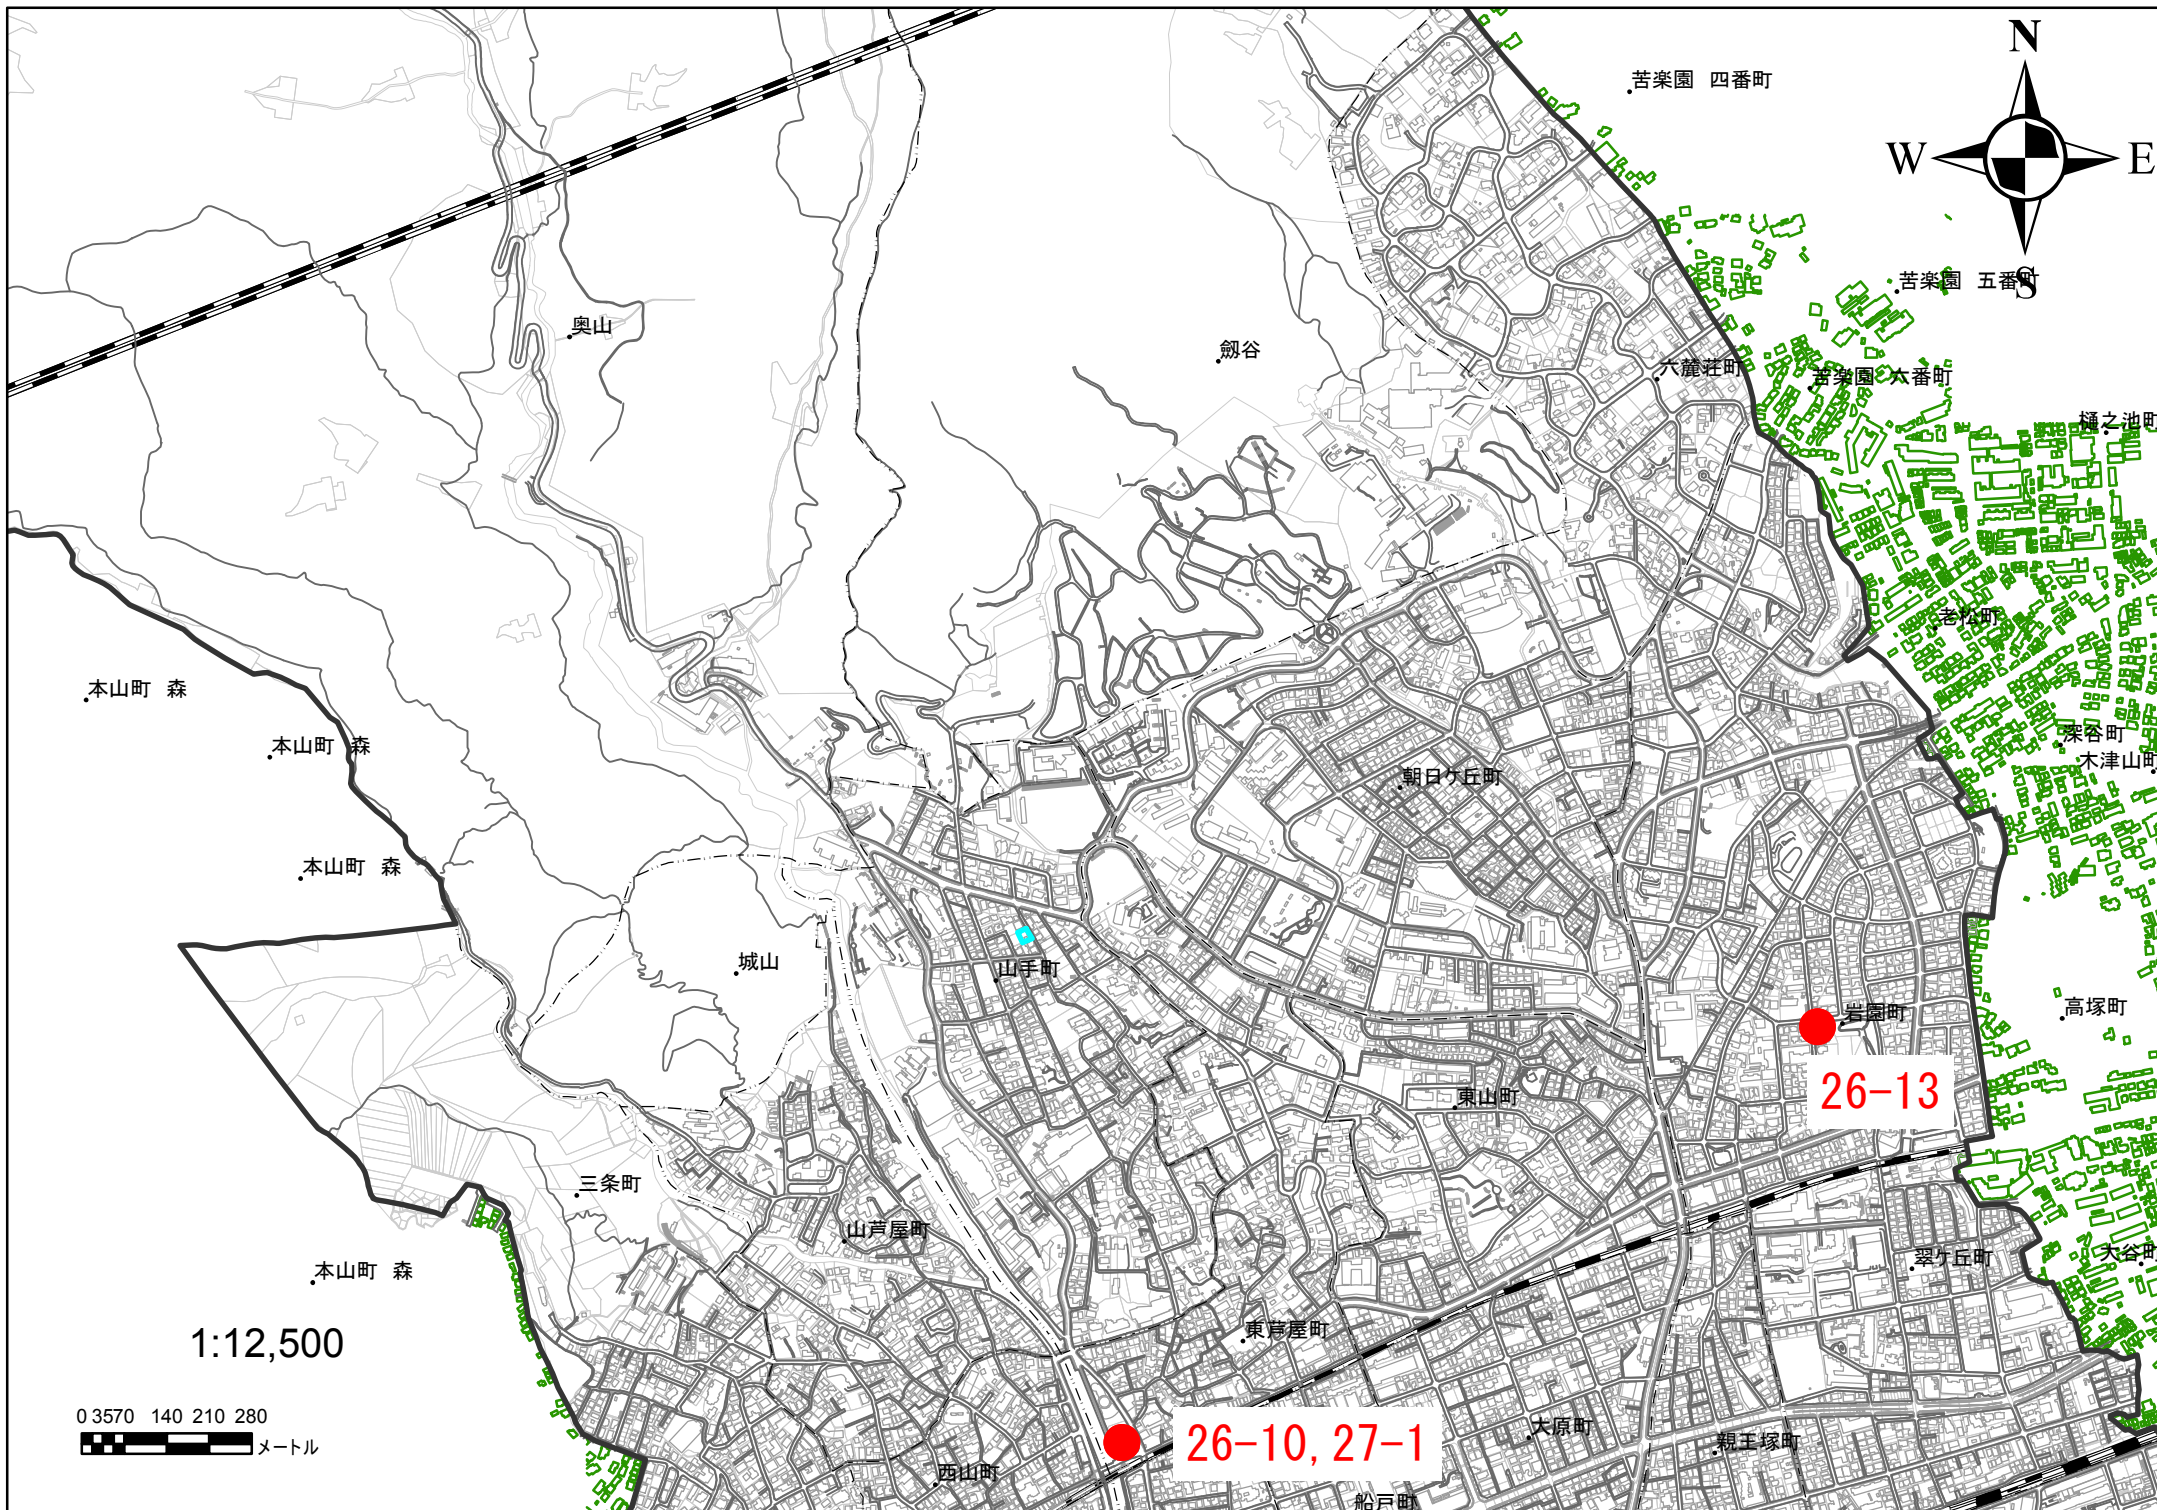 N
苦楽園 四番町
W
E
苦楽園 五番町
S
奥山
劔谷
六麓荘町
苦楽園 六番町
樋之池町
老松町
本山町 森
本山町 森
深谷町
木津山町
朝日ケ丘町
本山町 森
城山
山手町
高塚町
岩園町
26-13
東山町
三条町
山芦屋町
翠ケ丘町
大谷町
本山町 森
東芦屋町
1:12,500
0 3570 140 210 280
メートル
26-10, 27-1
大原町
親王塚町
西山町
船戸町